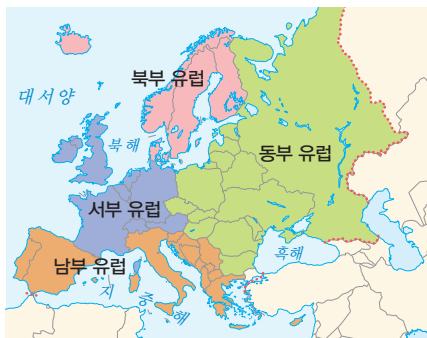 북부 유럽
대서양
북해
동부 유럽
서부 유럽
흑해
남부 유럽
지중해